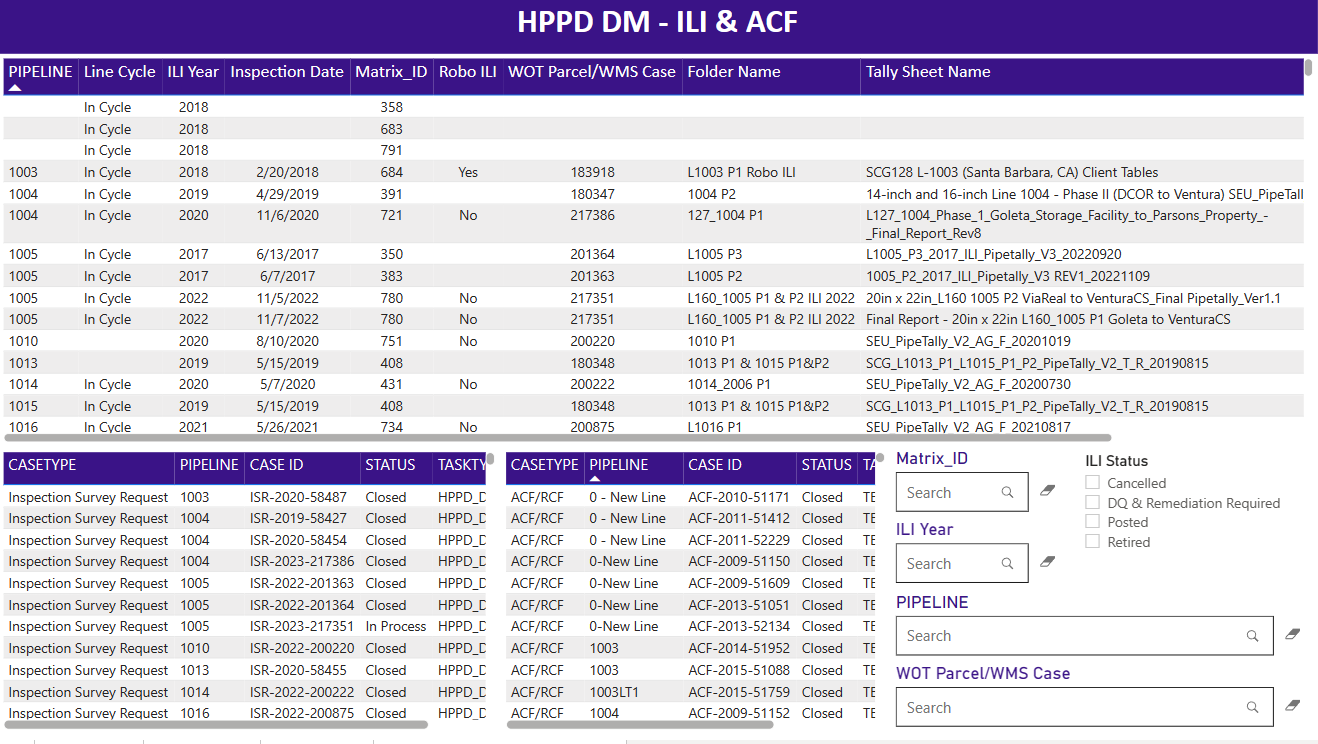 HPPD DM - ILI & ACF
PIPELINE Line Cycle ILI Year Inspection Date Matrix_ID Robo ILI WOT Parcel/WMS Case Folder Name Tally Sheet Name
In Cycle 2018 358
In Cycle 2018 683
In Cycle 2018 791
1003 In Cycle 2018 2/20/2018 684 Yes 183918 L1003 P1 Robo ILI SCG128 L-1003 (Santa Barbara, CA) Client Tables
1004 In Cycle 2019 4/29/2019 391 180347 1004 P2 14-inch and 16-inch Line 1004 - Phase II (DCOR to Ventura) SEU_PipeTall
1004 In Cycle 2020 11/6/2020 721 No 217386 127_1004 P1 L127_1004_Phase_1_Goleta_Storage_Facility_to_Parsons_Property_-
_Final_Report_Rev8
1005 In Cycle 2017 6/13/2017 350 201364 L1005 P3 L1005_P3_2017_ILI_Pipetally_V3_20220920
1005 In Cycle 2017 6/7/2017 383 201363 L1005 P2 1005_P2_2017_ILI_Pipetally_V3 REV1_20221109
1005 In Cycle 2022 11/5/2022 780 No 217351 L160_1005 P1 & P2 ILI 2022 20in x 22in_L160 1005 P2 ViaReal to VenturaCS_Final Pipetally_Ver1.1
1005 In Cycle 2022 11/7/2022 780 No 217351 L160_1005 P1 & P2 ILI 2022 Final Report - 20in x 22in L160_1005 P1 Goleta to VenturaCS
1010 2020 8/10/2020 751 No 200220 1010 P1 SEU_PipeTally_V2_AG_F_20201019
1013 2019 5/15/2019 408 180348 1013 P1 & 1015 P1&P2 SCG_L1013_P1_L1015_P1_P2_PipeTally_V2_T_R_20190815
1014 In Cycle 2020 5/7/2020 431 No 200222 1014_2006 P1 SEU_PipeTally_V2_AG_F_20200730
1015 In Cycle 2019 5/15/2019 408 180348 1013 P1 & 1015 P1&P2 SCG_L1013_P1_L1015_P1_P2_PipeTally_V2_T_R_20190815
1016 In Cycle 2021 5/26/2021 734 No 200875 L1016 P1 SEU_PipeTally_V2_AG_F_20210817
CASETYPE PIPELINE CASE ID STATUS TASKTY
Inspection Survey Request 1003 ISR-2020-58487 Closed HPPD_D
Inspection Survey Request 1004 ISR-2019-58427 Closed HPPD_D
Inspection Survey Request 1004 ISR-2020-58454 Closed HPPD_D
Inspection Survey Request 1004 ISR-2023-217386 Closed HPPD_D
Inspection Survey Request 1005 ISR-2022-201363 Closed HPPD_D
Inspection Survey Request 1005 ISR-2022-201364 Closed HPPD_D
Inspection Survey Request 1005 ISR-2023-217351 In Process HPPD_D
Inspection Survey Request 1010 ISR-2022-200220 Closed HPPD_D
Inspection Survey Request 1013 ISR-2020-58455 Closed HPPD_D
Inspection Survey Request 1014 ISR-2022-200222 Closed HPPD_D
Inspection Survey Request 1016 ISR-2022-200875 Closed HPPD_D
CASETYPE PIPELINE CASE ID STATUS TA
ACF/RCF 0 - New Line ACF-2010-51171 Closed TE
ACF/RCF 0 - New Line ACF-2011-51412 Closed TE
ACF/RCF 0 - New Line ACF-2011-52229 Closed TE
ACF/RCF 0-New Line ACF-2009-51150 Closed TE
ACF/RCF 0-New Line ACF-2009-51609 Closed TE
ACF/RCF 0-New Line ACF-2013-51051 Closed TE
ACF/RCF 0-New Line ACF-2013-52134 Closed TE
ACF/RCF 1003 ACF-2014-51952 Closed TE
ACF/RCF 1003 ACF-2015-51088 Closed TE
ACF/RCF 1003LT1 ACF-2015-51759 Closed TE
ACF/RCF 1004 ACF-2009-51152 Closed TE
Matrix_ID
Search
ILI Year
Search
PIPELINE
Search
WOT Parcel/WMS Case
Search
ILI Status
Cancelled
DQ & Remediation Required
Posted
Retired